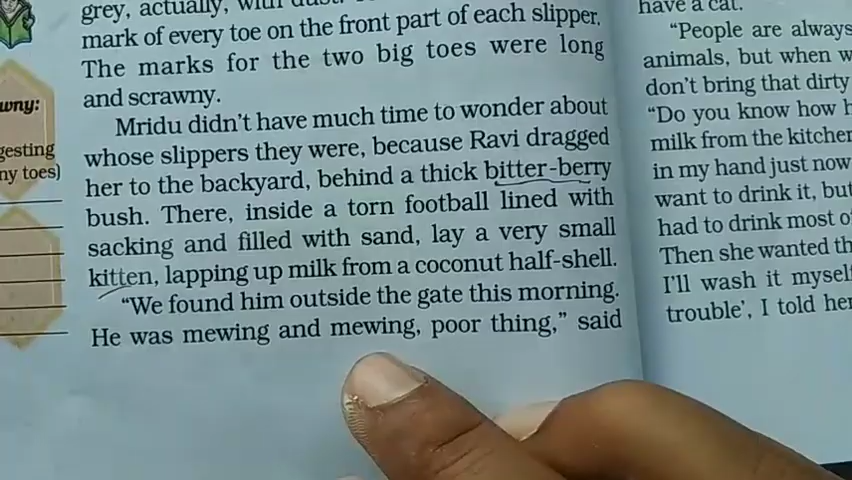 grey, actually, with dust.
mark of every toe on the front part of each slipper.
The marks for the two big toes were long
and scrawny.
Mridu didn't have much time to wonder about
whose slippers they were, because Ravi dragged
her to the backyard, behind a thick bitter-berry
bush. There, inside a torn football lined with
sacking and filled with sand, lay a very small
kitten, lapping up milk from a coconut half-shell.
"We found him outside the gate this morning.
He was mewing and mewing, poor thing," said
wny:
gesting
ny toes)
have a cat.
"People are always
animals, but when w
don't bring that dirty
"Do you know how h
milk from the kitchen
in my hand just now
want to drink it, but
had to drink most o
Then she wanted th
I'll wash it myself
trouble', I told her